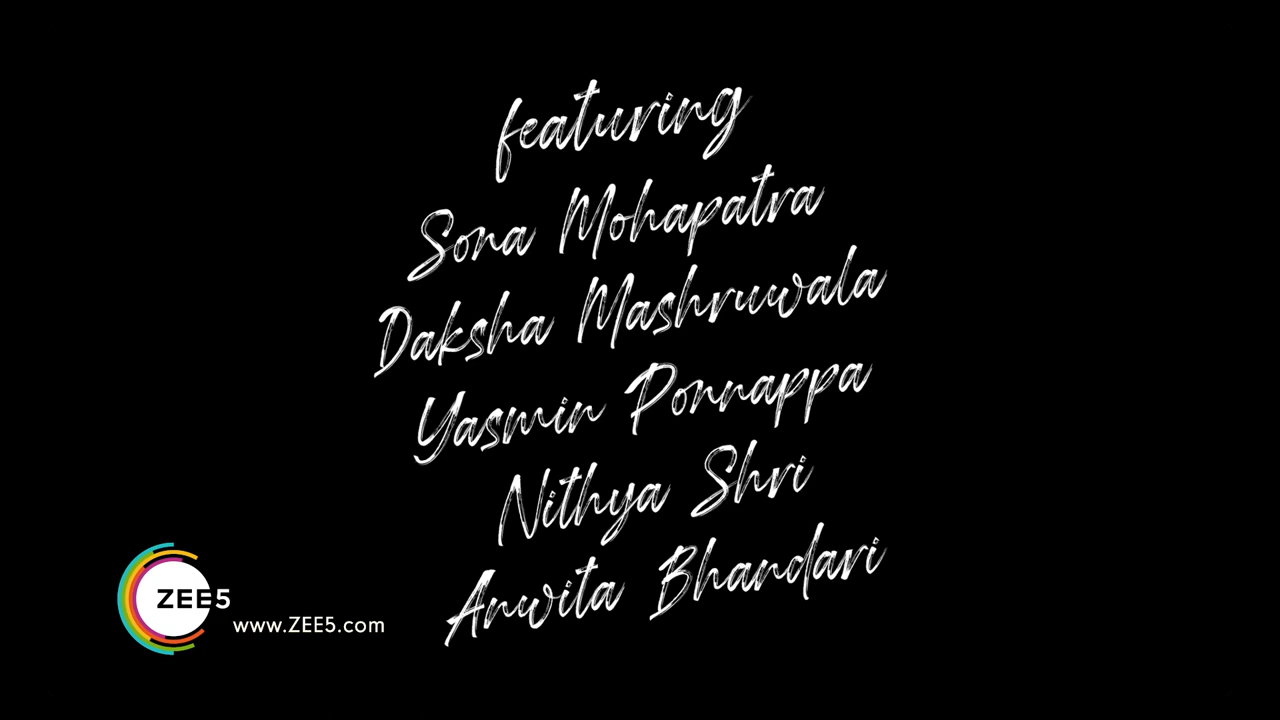 featuring
Sona Mohapatra
Daksha Mashruwala
Yasmin Ponnappa
Nithya Shri
Anwita Bhandari
ZEE5
www.ZEE5.com